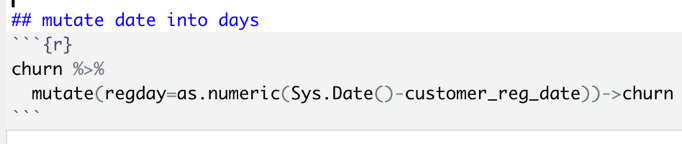 ## mutate date into days
```{r}
churn %>%
  mutate(regday=as.numeric(Sys.Date()-customer_reg_date))->churn
```